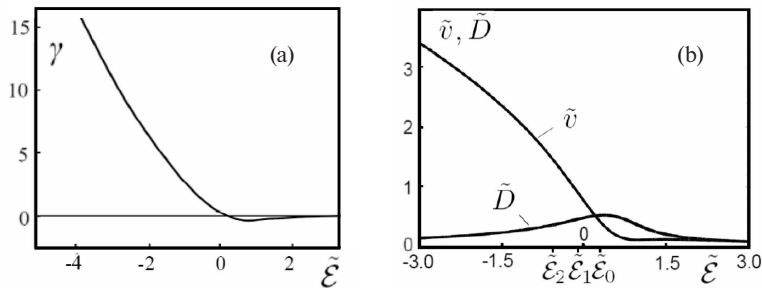 15
γ
(a)
10
5
0
-4
-2
0
2
ℰ̃
ṽ, D̃
(b)
3
2
ṽ
1
D̃
0
0
-3.0
-1.5
ℰ̃₂ ℰ̃₁ ℰ̃₀
1.5
ℰ̃
3.0